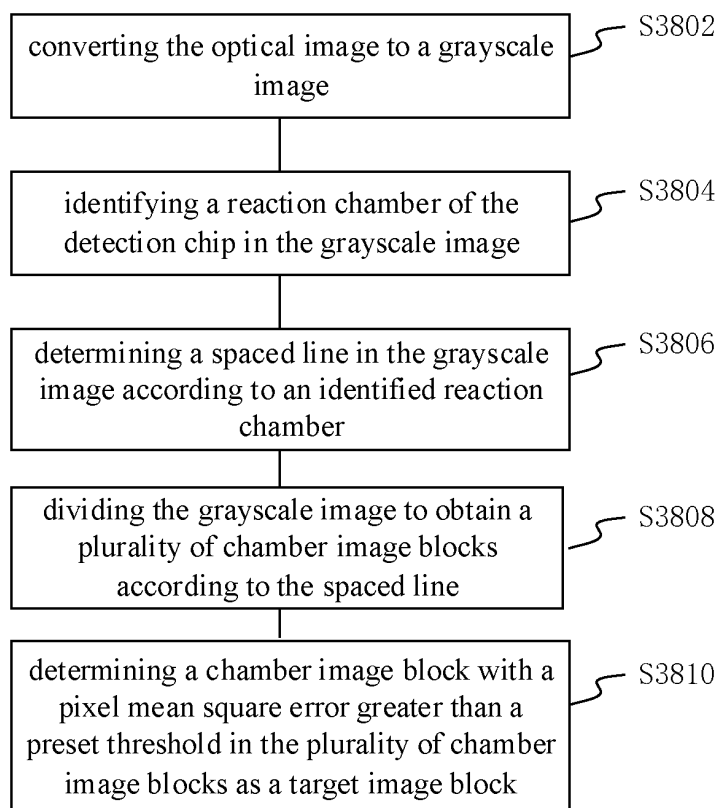 converting the optical image to a grayscale
image
S3802
identifying a reaction chamber of the
detection chip in the grayscale image
S3804
determining a spaced line in the grayscale
image according to an identified reaction
chamber
S3806
dividing the grayscale image to obtain a
plurality of chamber image blocks
according to the spaced line
S3808
determining a chamber image block with a
pixel mean square error greater than a
preset threshold in the plurality of chamber
image blocks as a target image block
S3810